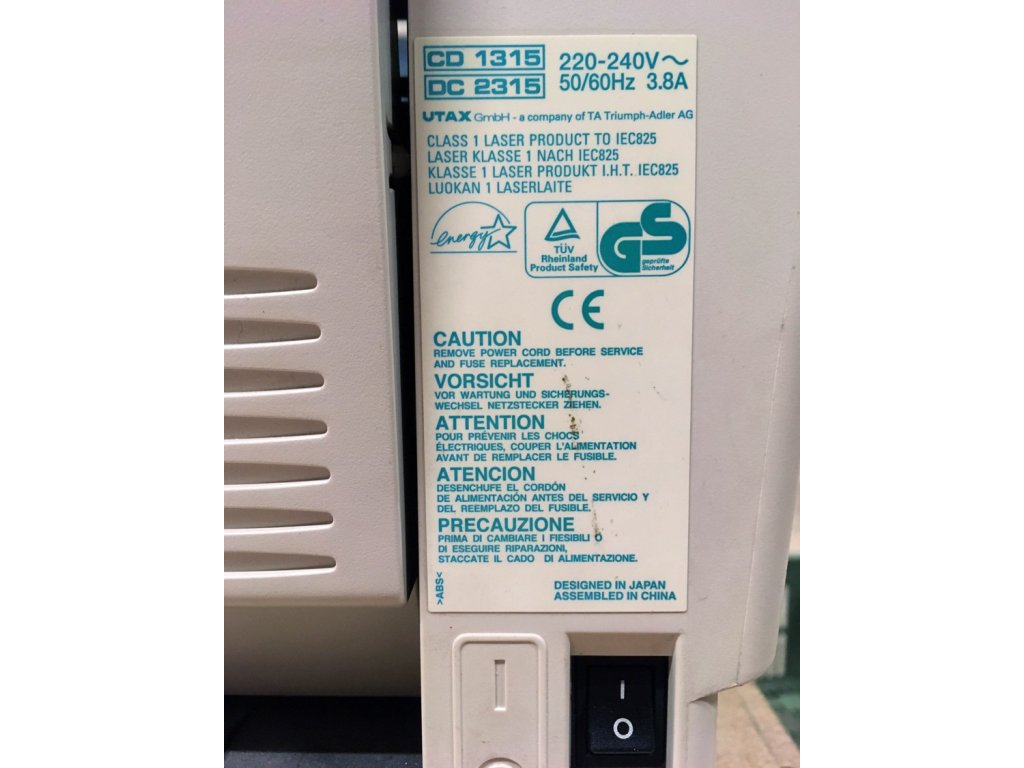 CD 1315
DC 2315
220-240V~
50/60Hz 3.8A
UTAX GmbH - a company of TA Triumph-Adler AG
CLASS 1 LASER PRODUCT TO IEC825
LASER KLASSE 1 NACH IEC825
KLASSE 1 LASER PRODUKT I.H.T. IEC825
LUOKAN 1 LASERLAITE
energy
TÜV
Rheinland
Product Safety
GS
geprüfte
Sicherheit
CE
CAUTION
REMOVE POWER CORD BEFORE SERVICE
AND FUSE REPLACEMENT.
VORSICHT
VOR WARTUNG UND SICHERUNGS-
WECHSEL NETZSTECKER ZIEHEN.
ATTENTION
POUR PRÉVENIR LES CHOCS
ÉLECTRIQUES, COUPER L'ALIMENTATION
AVANT DE REMPLACER LE FUSIBLE.
ATENCION
DESENCHUFE EL CORDÓN
DE ALIMENTACIÓN ANTES DEL SERVICIO Y
DEL REEMPLAZO DEL FUSIBLE.
PRECAUZIONE
PRIMA DI CAMBIARE I FIESIBILI O
DI ESEGUIRE RIPARAZIONI,
STACCATE IL CADO DI ALIMENTAZIONE.
>ABS<
DESIGNED IN JAPAN
ASSEMBLED IN CHINA
I
O